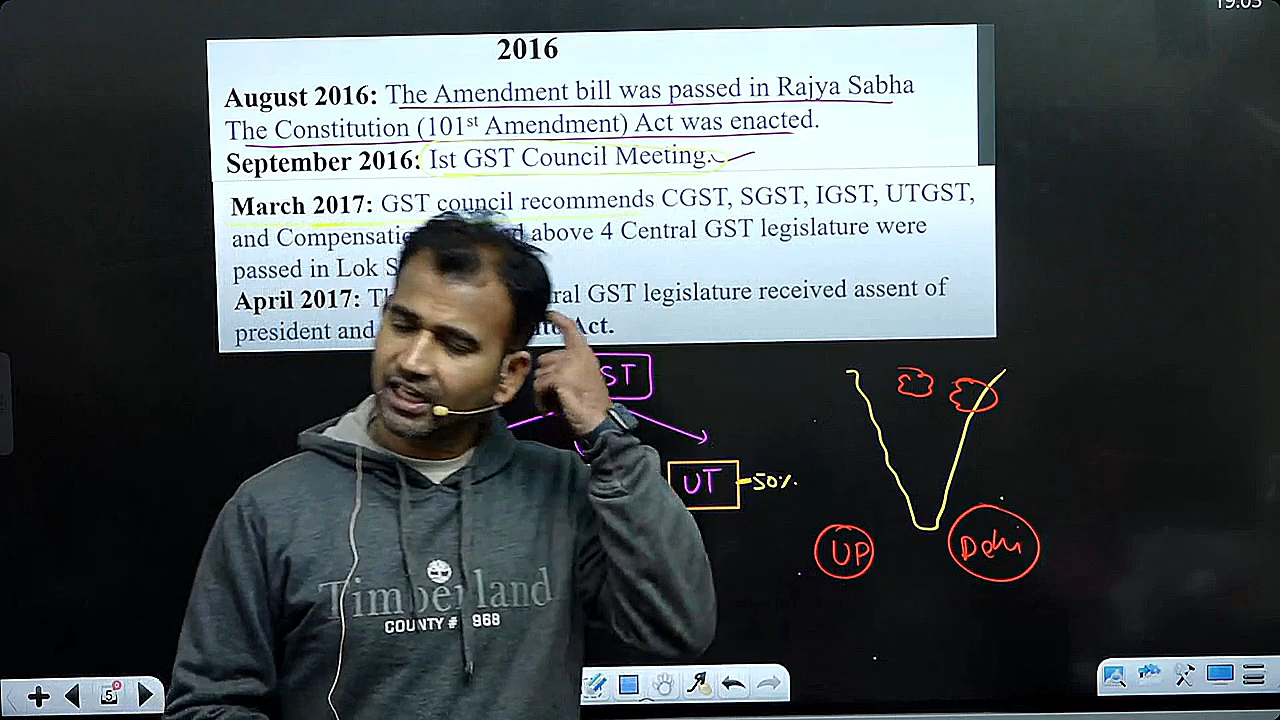 19:05
2016
August 2016: The Amendment bill was passed in Rajya Sabha
The Constitution (101st Amendment) Act was enacted.
September 2016: Ist GST Council Meeting.
March 2017: GST council recommends CGST, SGST, IGST, UTGST,
and above 4 Central GST legislature were
passed in Lok
April 2017: GST legislature received assent of
president and Act.
UT 50%
UP
Delhi
Timberland
COUNTY #
968
5